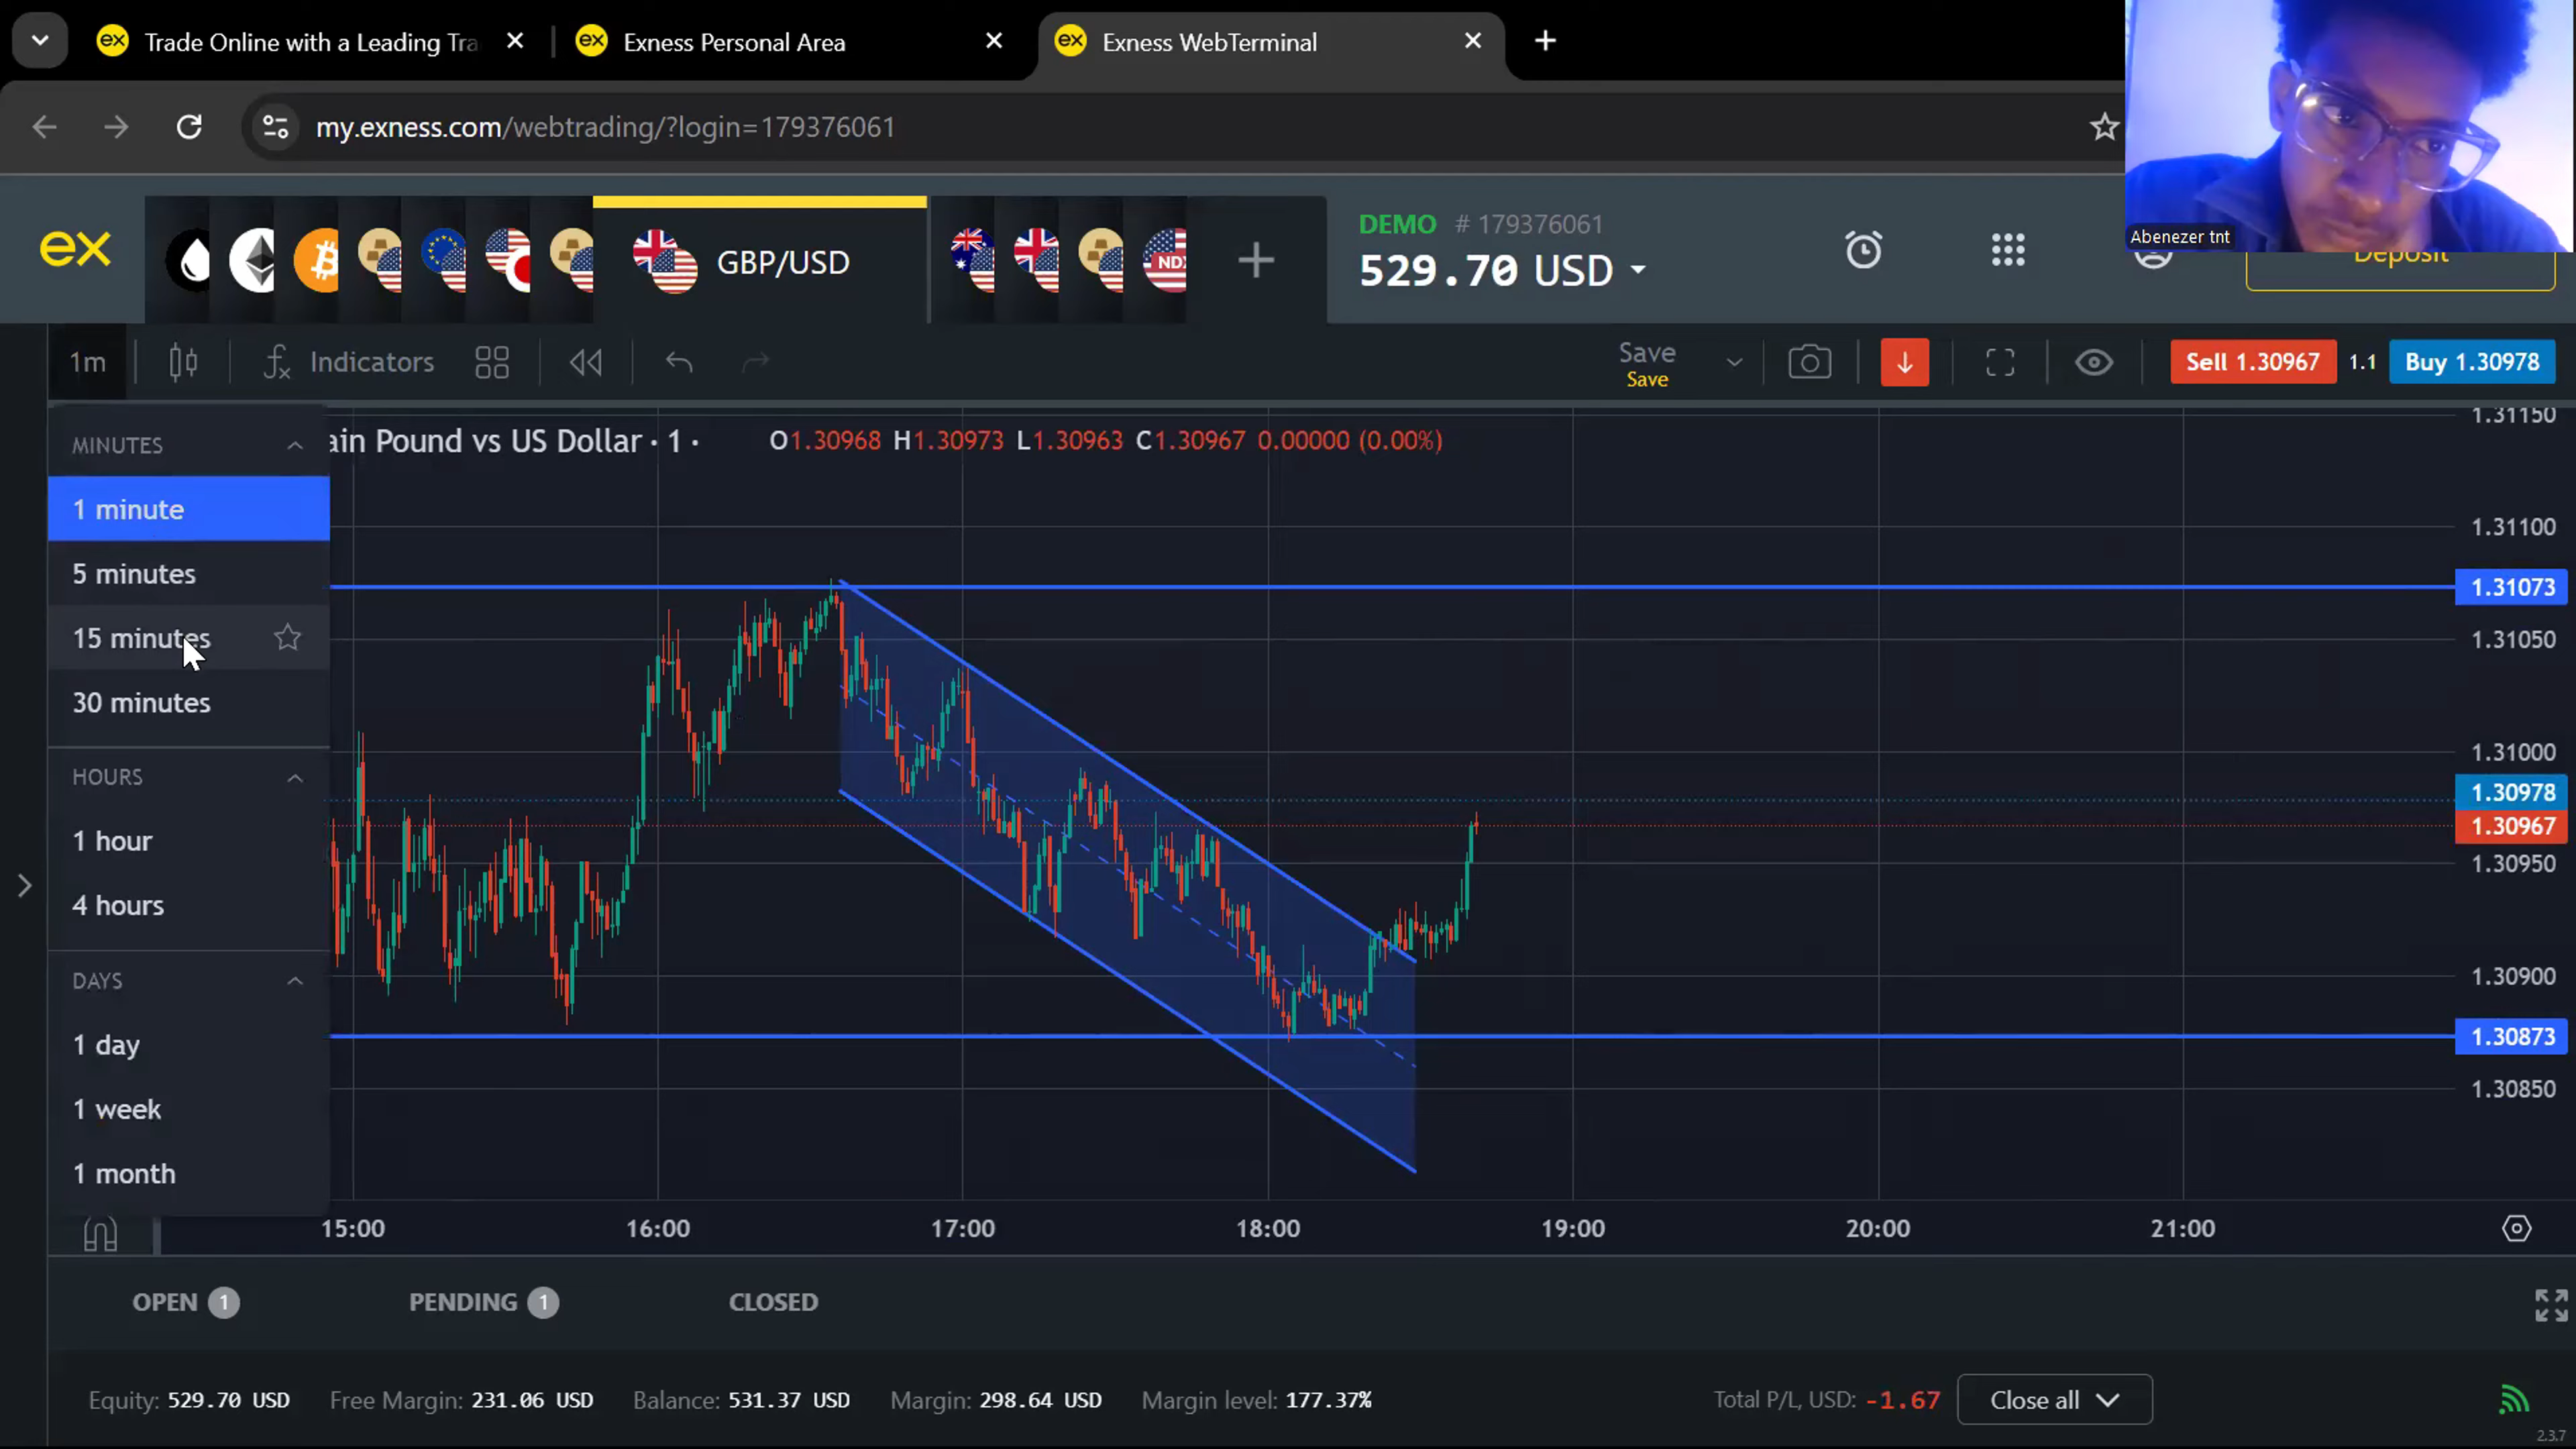 Trade Online with a Leading Tra
Exness Personal Area
Exness WebTerminal
my.exness.com/webtrading/?login=179376061
Abenezer tnt
ex
GBP/USD
ND
DEMO # 179376061
529.70 USD
Deposit
1m
Indicators
Save
Save
Sell 1.30967
1.1
Buy 1.30978
ain Pound vs US Dollar · 1 ·
O1.30968 H1.30973 L1.30963 C1.30967 0.00000 (0.00%)
MINUTES
1 minute
5 minutes
15 minutes
30 minutes
HOURS
1 hour
4 hours
DAYS
1 day
1 week
1 month
1.31150
1.31100
1.31073
1.31050
1.31000
1.30978
1.30967
1.30950
1.30900
1.30873
1.30850
15:00 16:00 17:00 18:00 19:00 20:00 21:00
OPEN 1 PENDING 1 CLOSED
Equity: 529.70 USD Free Margin: 231.06 USD Balance: 531.37 USD Margin: 298.64 USD Margin level: 177.37% Total P/L, USD: -1.67 Close all
2.3.7